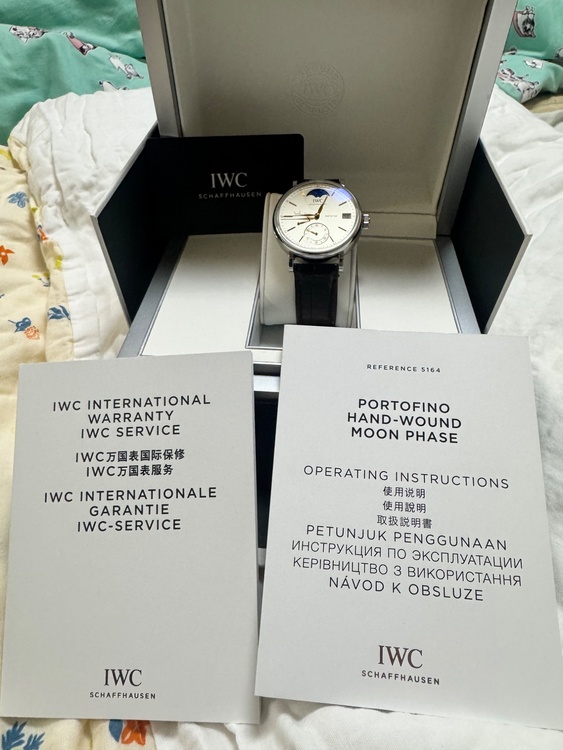 IWC
IWC
SCHAFFHAUSEN
IWC
IWC INTERNATIONAL
WARRANTY
IWC SERVICE
IWC万国表国际保修
IWC万国表服务
IWC INTERNATIONALE
GARANTIE
IWC-SERVICE
IWC
SCHAFFHAUSEN
REFERENCE 5164
PORTOFINO
HAND-WOUND
MOON PHASE
OPERATING INSTRUCTIONS
使用说明
使用說明
取扱説明書
PETUNJUK PENGGUNAAN
ИНСТРУКЦИЯ ПО ЭКСПЛУАТАЦИИ
КЕРІВНИЦТВО З ВИКОРИСТАННЯ
NÁVOD K OBSLUZE
IWC
SCHAFFHAUSEN